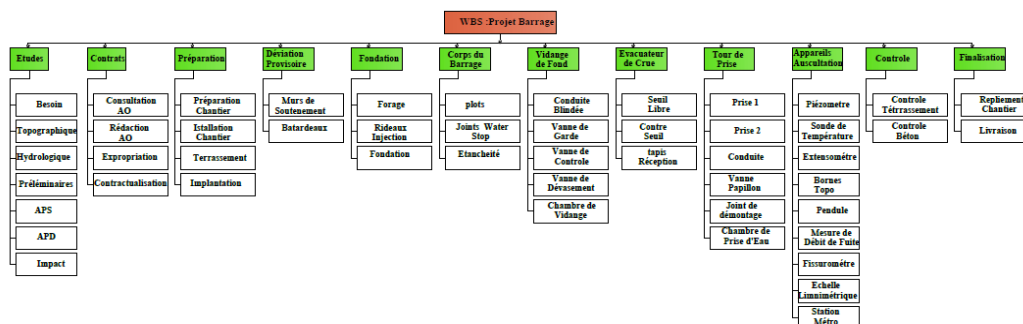 WBS :Projet Barrage
Etudes
Besoin
Topographique
Hydrologique
Préléminaires
APS
APD
Impact
Contrats
Consultation
AO
Rédaction
AO
Expropriation
Contractualisation
Préparation
Préparation
Chantier
Istallation
Chantier
Terrassement
Implantation
Déviation
Provisoire
Murs de
Soutenement
Batardeaux
Fondation
Forage
Rideaux
Injection
Fondation
Corps du
Barrage
plots
Joints Water
Stop
Etancheité
Vidange
de Fond
Conduite
Blindée
Vanne de
Garde
Vanne de
Controle
Vanne de
Dévasement
Chambre de
Vidange
Evacuateur
de Crue
Seuil
Libre
Contre
Seuil
tapis
Réception
Tour de
Prise
Prise 1
Prise 2
Conduite
Vanne
Papillon
Joint de
démontage
Chambre de
Prise d'Eau
Appareils
Auscultation
Piézometre
Sonde de
Température
Extensométre
Bornes
Topo
Pendule
Mesure de
Débit de Fuite
Fissurométre
Echelle
Limnimétrique
Station
Métro
Controle
Controle
Tétrrassement
Controle
Béton
Finalisation
Repliement
Chantier
Livraison